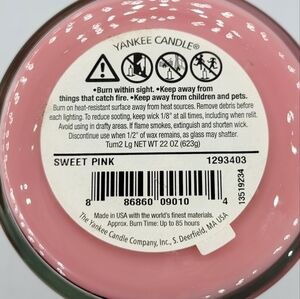 YANKEE CANDLE®
•Burn within sight. •Keep away from
things that catch fire. •Keep away from children and pets.
Burn on heat-resistant surface away from heat sources. Remove debris before
each lighting. To reduce sooting, keep wick 1/8" at all times, including when relit.
Avoid using in drafty areas. If flame smokes, extinguish and shorten wick.
Discontinue use when 1/2" of wax remains, as glass may shatter.
Tum2 Lg NET WT 22 OZ (623g)
SWEET PINK 1293403
8 86860 09010 4
13519234
Made in USA with the world's finest materials.
Approx. Burn Time: Up to 85 hours
The Yankee Candle Company, Inc., S. Deerfield, MA USA